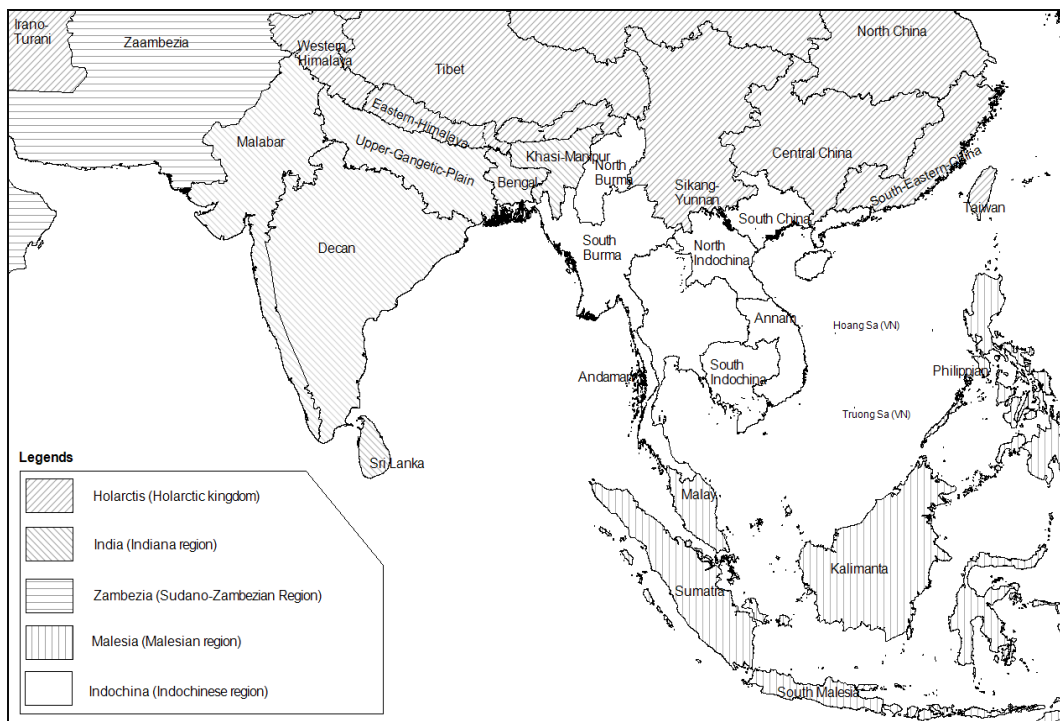 Irano-
Turani
Zaambezia
Western
Himalaya
Tibet
North China
Eastern-Himalaya
Malabar
Upper-Gangetic-Plain
Khasi-Manipur
North
Burma
Bengal
Central China
South-Eastern-China
Sikang-
Yunnan
South China
Taiwan
Decan
South
Burma
North
Indochina
Annam
Hoang Sa (VN)
Andaman
South
Indochina
Philippian
Truong Sa (VN)
Sri Lanka
Malay
Kalimanta
Sumatra
South Malesia
Legends
Holarctis (Holarctic kingdom)
India (Indiana region)
Zambezia (Sudano-Zambezian Region)
Malesia (Malesian region)
Indochina (Indochinese region)